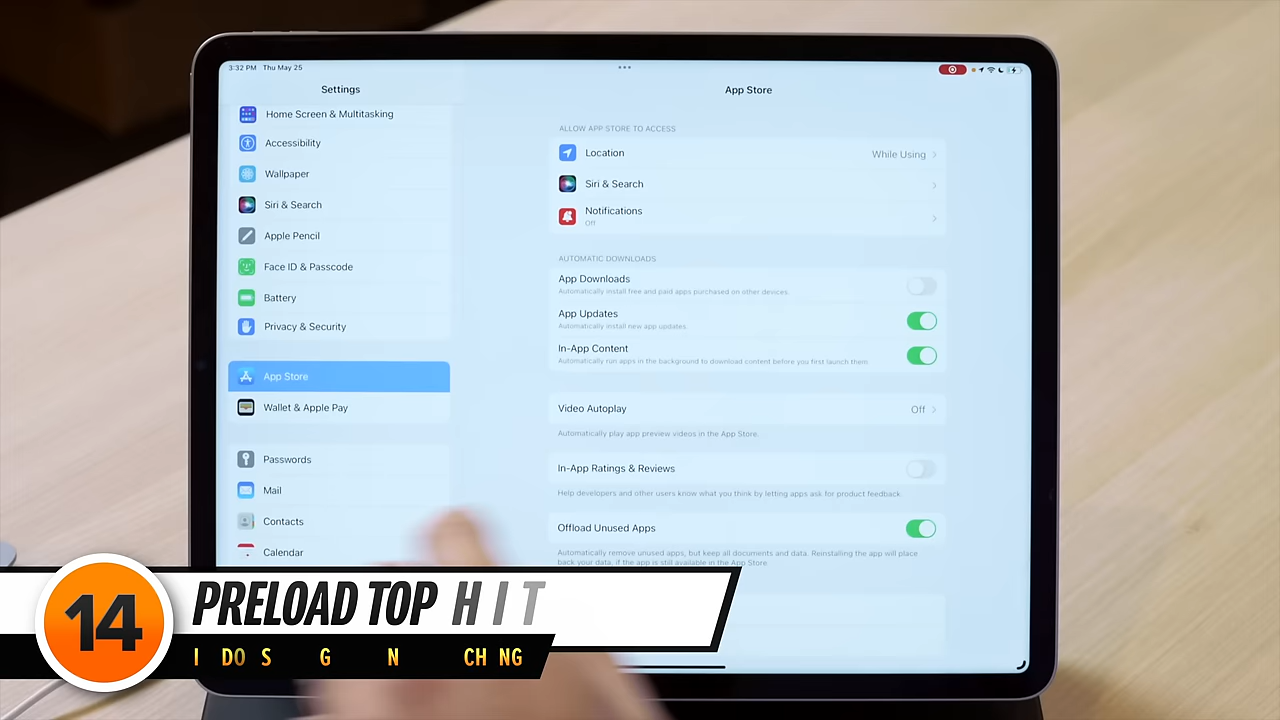 3:32 PM Thu May 25
Settings
Home Screen & Multitasking
Accessibility
Wallpaper
Siri & Search
Apple Pencil
Face ID & Passcode
Battery
Privacy & Security
App Store
Wallet & Apple Pay
Passwords
Mail
Contacts
Calendar
App Store
ALLOW APP STORE TO ACCESS
Location While Using
Siri & Search
Notifications
Off
AUTOMATIC DOWNLOADS
App Downloads
Automatically install free and paid apps purchased on other devices.
App Updates
Automatically install new app updates.
In-App Content
Automatically run apps in the background to download content before you first launch them
Video Autoplay Off
Automatically play app preview videos in the App Store.
In-App Ratings & Reviews
Help developers and other users know what you think by letting apps ask for product feedback
Offload Unused Apps
Automatically remove unused apps, but keep all documents and data. Reinstalling the app will place
back your data, if the app is still available in the App Store
14
PRELOAD TOP HIT
I DO S G N CH NG